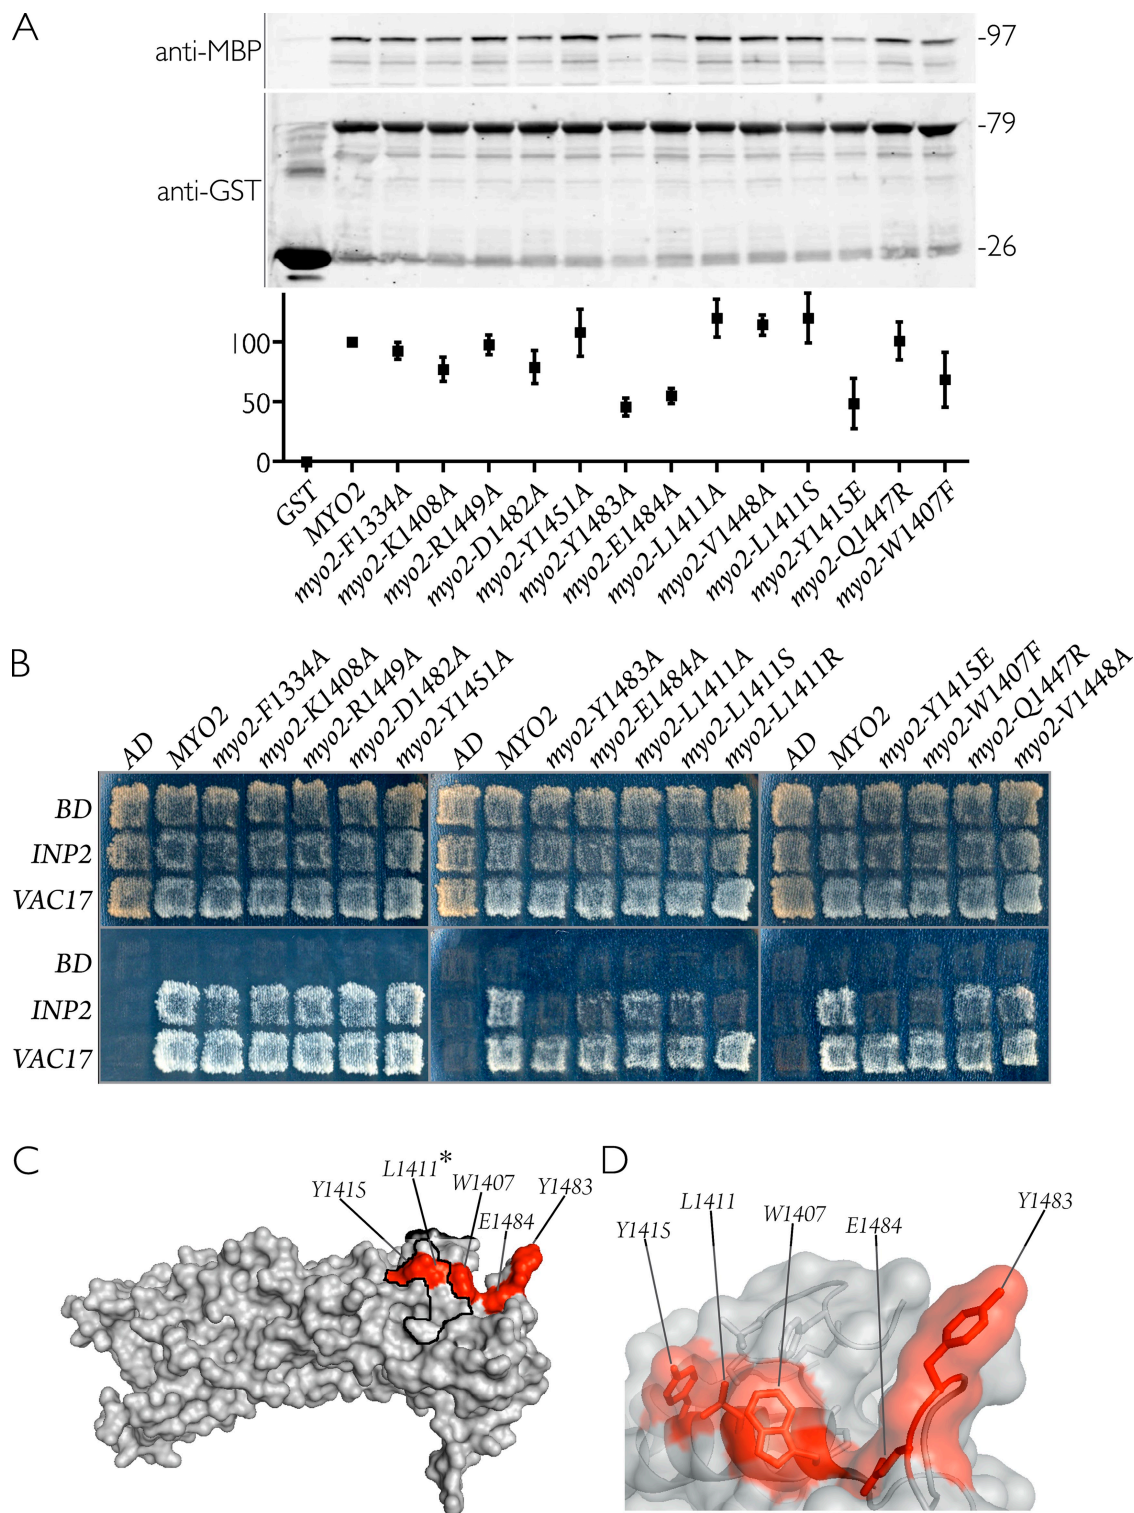 A
anti-MBP
-97
-79
anti-GST
-26
100
50
0
GST
MYO2
myo2-F1334A
myo2-K1408A
myo2-R1449A
myo2-D1482A
myo2-Y1451A
myo2-Y1483A
myo2-E1484A
myo2-L1411A
myo2-V1448A
myo2-L1411S
myo2-Y1415E
myo2-Q1447R
myo2-W1407F
B
AD
MYO2
myo2-F1334A
myo2-K1408A
myo2-R1449A
myo2-D1482A
myo2-Y1451A
AD
MYO2
myo2-Y1483A
myo2-E1484A
myo2-L1411A
myo2-L1411S
myo2-L1411R
AD
MYO2
myo2-Y1415E
myo2-W1407F
myo2-Q1447R
myo2-V1448A
BD
INP2
VAC17
BD
INP2
VAC17
C
Y1415
L1411*
W1407
E1484
Y1483
D
Y1415
L1411
W1407
E1484
Y1483